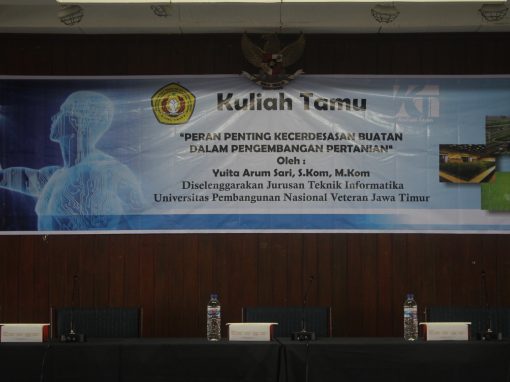 Kuliah Tamu
"PERAN PENTING KECERDESASAN BUATAN
DALAM PENGEMBANGAN PERTANIAN"
Oleh :
Yuita Arum Sari, S.Kom, M.Kom
Diselenggarakan Jurusan Teknik Informatika
Universitas Pembangunan Nasional Veteran Jawa Timur